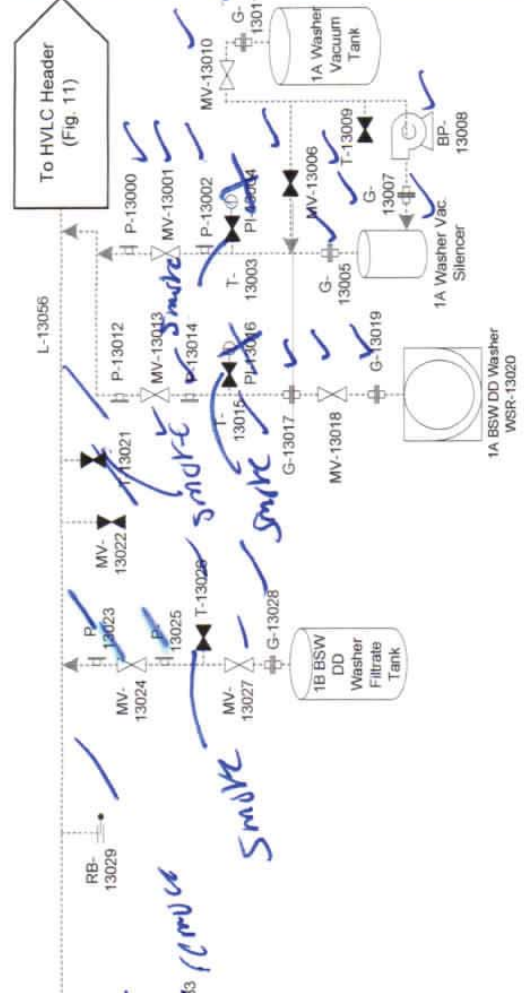 To HVLC Header
(Fig. 11)
L-13056
G-
1301
MV-13010
1A Washer
Vacuum
Tank
P-13000
MV-13001
P-13002
T-
13003
MV-13006
T-13009
BP-
13008
G-
13007
G-
13005
1A Washer Vac.
Silencer
smoke
P-13012
MV-13013
P-13014
T-
13015
PI-13016
G-13017
MV-13018
G-13019
1A BSW DD Washer
WSR-13020
smoke
smoke
T-13021
MV-
13022
P-
13023
MV-
13024
P-
13025
MV-
13027
G-13028
1B BSW
DD
Washer
Filtrate
Tank
smoke
RB-
13029